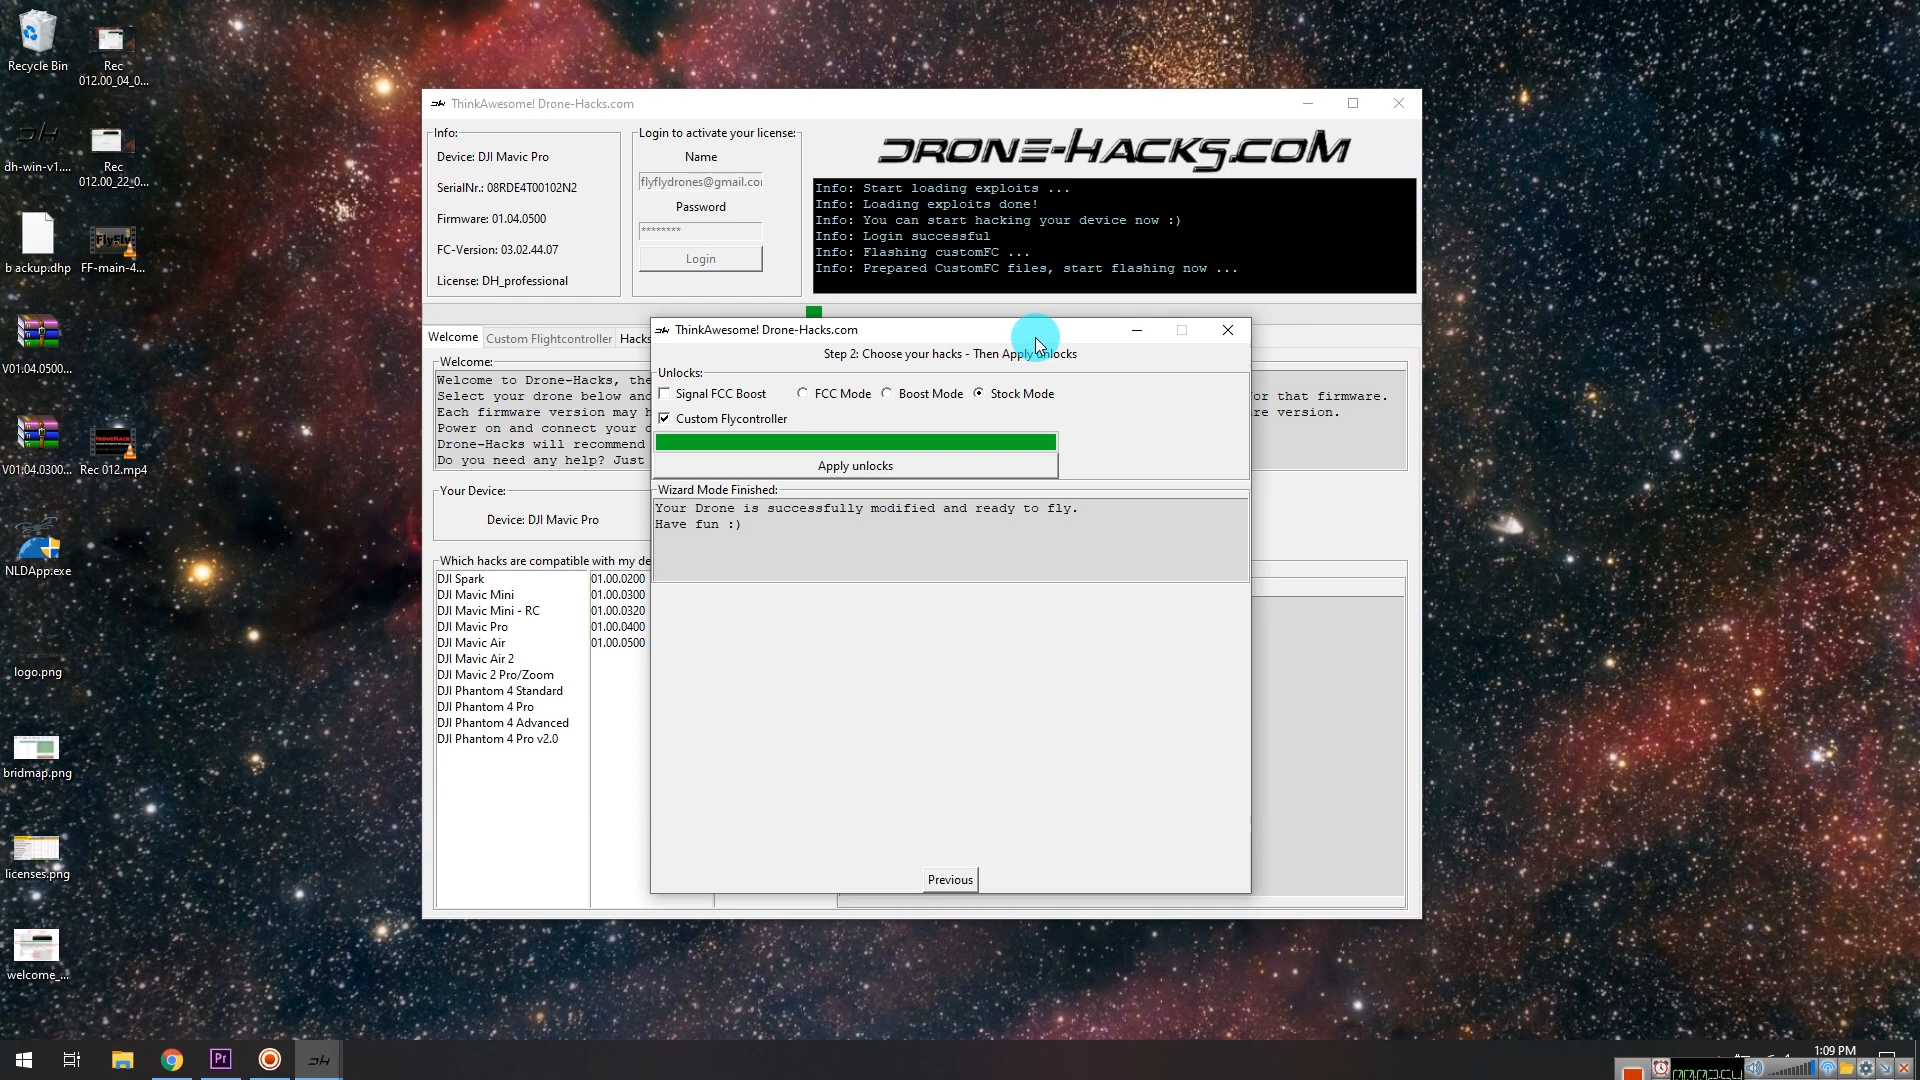 Recycle Bin
Rec
012.00_04_0...
dh-win-v1....
Rec
012.00_22_0...
b ackup.dhp
FF-main-4...
FlyFly
V01.04.0500...
V01.04.0300...
Rec 012.mp4
NLDApp.exe
logo.png
bridmap.png
licenses.png
welcome_...
ThinkAwesome! Drone-Hacks.com
Info:
Device: DJI Mavic Pro
SerialNr.: 08RDE4T00102N2
Firmware: 01.04.0500
FC-Version: 03.02.44.07
License: DH_professional
Login to activate your license:
Name
flyflydrones@gmail.co
Password
********
Login
DRONE-HACKS.COM
Info: Start loading exploits ...
Info: Loading exploits done!
Info: You can start hacking your device now :)
Info: Login successful
Info: Flashing customFC ...
Info: Prepared CustomFC files, start flashing now ...
Welcome
Custom Flightcontroller
Hacks
Welcome:
Welcome to Drone-Hacks, the
Select your drone below and
or that firmware.
Each firmware version may h
re version.
Power on and connect your
Drone-Hacks will recommend
Do you need any help? Just
Your Device:
Device: DJI Mavic Pro
Which hacks are compatible with my de
DJI Spark
DJI Mavic Mini
DJI Mavic Mini - RC
DJI Mavic Pro
DJI Mavic Air
DJI Mavic Air 2
DJI Mavic 2 Pro/Zoom
DJI Phantom 4 Standard
DJI Phantom 4 Pro
DJI Phantom 4 Advanced
DJI Phantom 4 Pro v2.0
01.00.0200
01.00.0300
01.00.0320
01.00.0400
01.00.0500
ThinkAwesome! Drone-Hacks.com
Step 2: Choose your hacks - Then Apply unlocks
Unlocks:
Signal FCC Boost
FCC Mode
Boost Mode
Stock Mode
Custom Flycontroller
Apply unlocks
Wizard Mode Finished:
Your Drone is successfully modified and ready to fly.
Have fun :)
Previous
Pr
1:09 PM